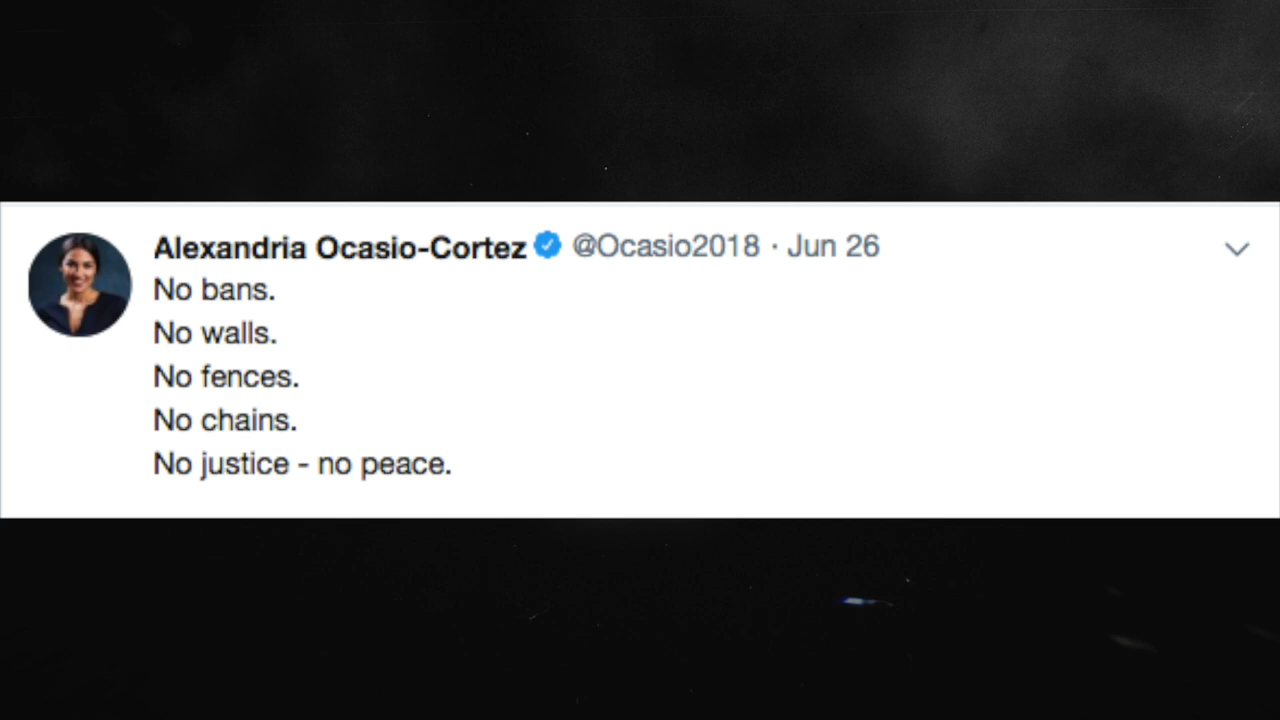 Alexandria Ocasio-Cortez @Ocasio2018 · Jun 26
No bans.
No walls.
No fences.
No chains.
No justice - no peace.